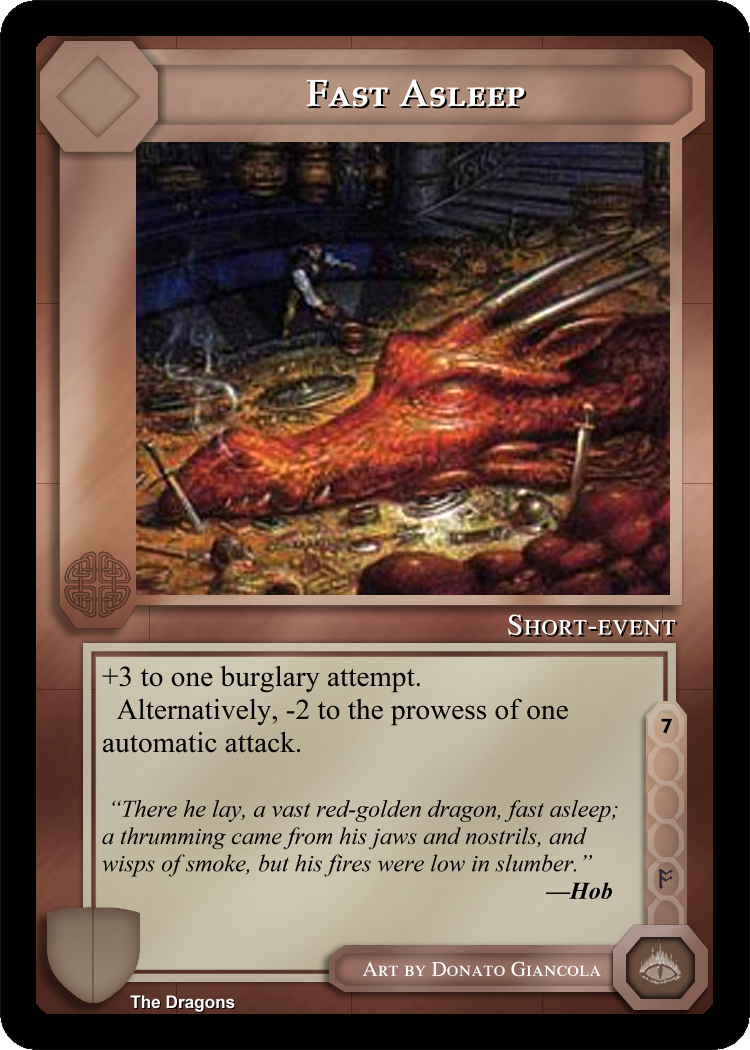 Fast Asleep
Short-event
+3 to one burglary attempt.
Alternatively, -2 to the prowess of one
automatic attack.
7
“There he lay, a vast red-golden dragon, fast asleep;
a thrumming came from his jaws and nostrils, and
wisps of smoke, but his fires were low in slumber.”
—Hob
Art by Donato Giancola
The Dragons